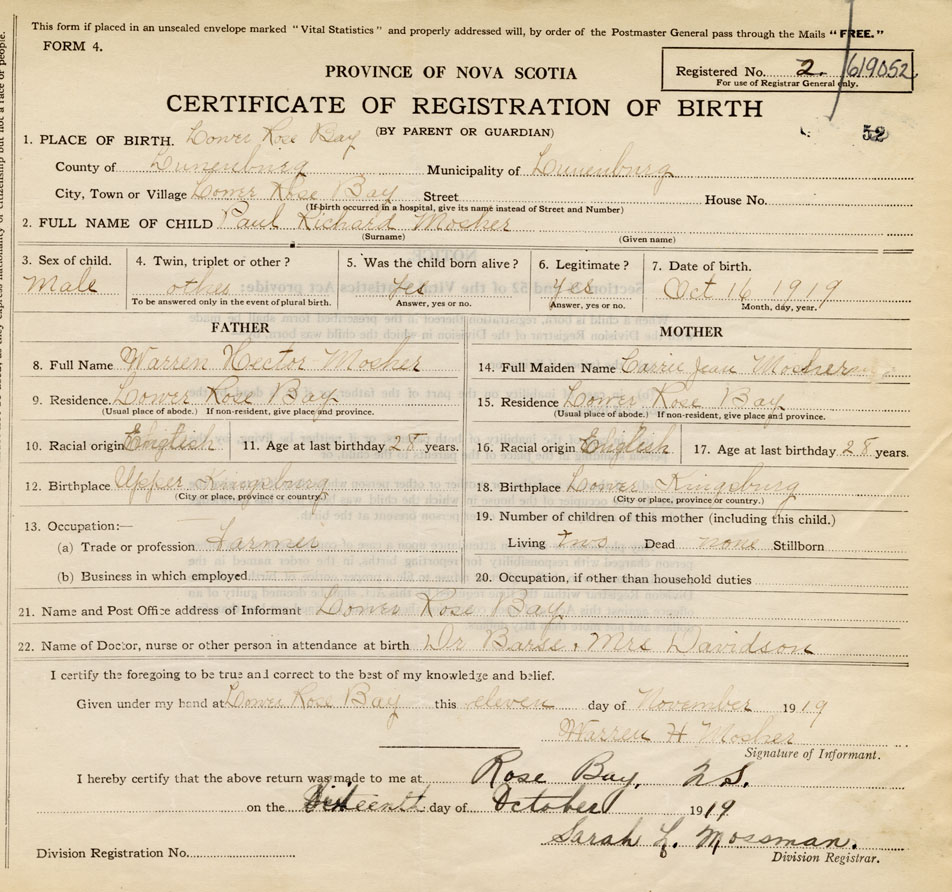 This form if placed in an unsealed envelope marked "Vital Statistics" and properly addressed will, by order of the Postmaster General pass through the Mails "FREE."
FORM 4.
Registered No. 2. 619052
For use of Registrar General only.
PROVINCE OF NOVA SCOTIA
CERTIFICATE OF REGISTRATION OF BIRTH
(BY PARENT OR GUARDIAN)
52
1. PLACE OF BIRTH. Lower Rose Bay
County of Lunenburg Municipality of Lunenburg
City, Town or Village Lower Rose Bay Street House No.
(If birth occurred in a hospital, give its name instead of Street and Number)
2. FULL NAME OF CHILD Paul Richard Mosher
(Surname) (Given name)
3. Sex of child. 4. Twin, triplet or other? 5. Was the child born alive? 6. Legitimate? 7. Date of birth.
Male other Yes Yes Oct 16 1919
To be answered only in the event of plural birth. Answer, yes or no. Answer, yes or no. Month, day, year.
FATHER MOTHER
8. Full Name Warren Hector Mosher
9. Residence. Lower Rose Bay
(Usual place of abode.) If non-resident, give place and province.
10. Racial origin English 11. Age at last birthday 28 years.
12. Birthplace Upper Kingsburg
(City or place, province or country.)
13. Occupation:—
(a) Trade or profession Farmer
(b) Business in which employed
14. Full Maiden Name Carrie Jean Mosher
15. Residence Lower Rose Bay
(Usual place of abode.) If non-resident, give place and province.
16. Racial origin English 17. Age at last birthday 28 years.
18. Birthplace Lower Kingsburg
(City or place, province or country.)
19. Number of children of this mother (including this child.)
Living two Dead none Stillborn
20. Occupation, if other than household duties
21. Name and Post Office address of Informant Lower Rose Bay
22. Name of Doctor, nurse or other person in attendance at birth Dr Barss, Mrs Davidson
I certify the foregoing to be true and correct to the best of my knowledge and belief.
Given under my hand at Lower Rose Bay this eleven day of November 1919
Warren H Mosher
Signature of Informant.
I hereby certify that the above return was made to me at Rose Bay, N.S.
on the day of October 1919
Sarah L. Mossman.
Division Registrar.
Division Registration No.